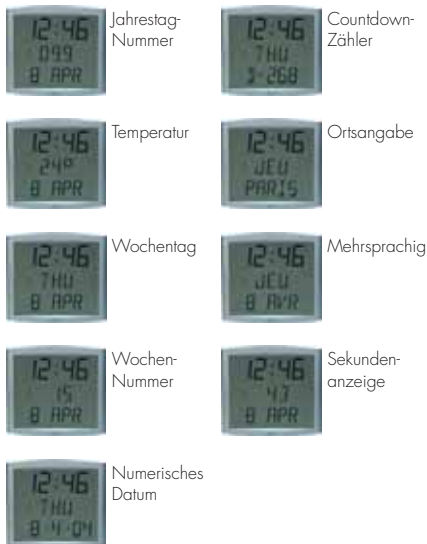 12:46
099
8 APR
Jahrestag-
Nummer
12:46
THU
D-268
Countdown-
Zähler
12:46
24º
8 APR
Temperatur
12:46
JEU
PARIS
Ortsangabe
12:46
THU
8 APR
Wochentag
12:46
JEU
8 AVR
Mehrsprachig
12:46
15
8 APR
Wochen-
Nummer
12:46
43
8 APR
Sekunden-
anzeige
12:46
THU
8-4-04
Numerisches
Datum